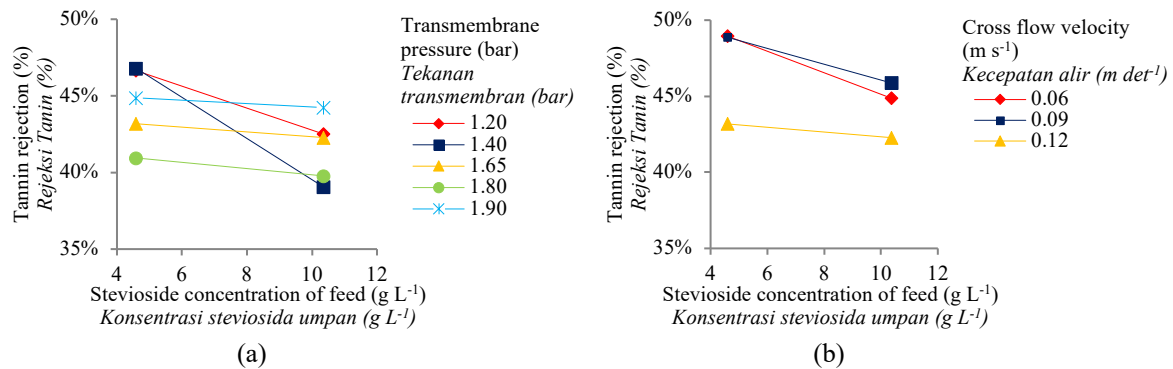 50%
45%
40%
35%
4
6
8
10
12
Tannin rejection (%)
Rejeksi Tanin (%)
Stevioside concentration of feed (g L-1)
Konsentrasi steviosida umpan (g L-1)
Transmembrane
pressure (bar)
Tekanan
transmembran (bar)
1.20
1.40
1.65
1.80
1.90
(a)
50%
45%
40%
35%
4
6
8
10
12
Tannin rejection (%)
Rejeksi Tanin (%)
Stevioside concentration of feed (g L-1)
Konsentrasi steviosida umpan (g L-1)
Cross flow velocity
(m s-1)
Kecepatan alir (m det-1)
0.06
0.09
0.12
(b)